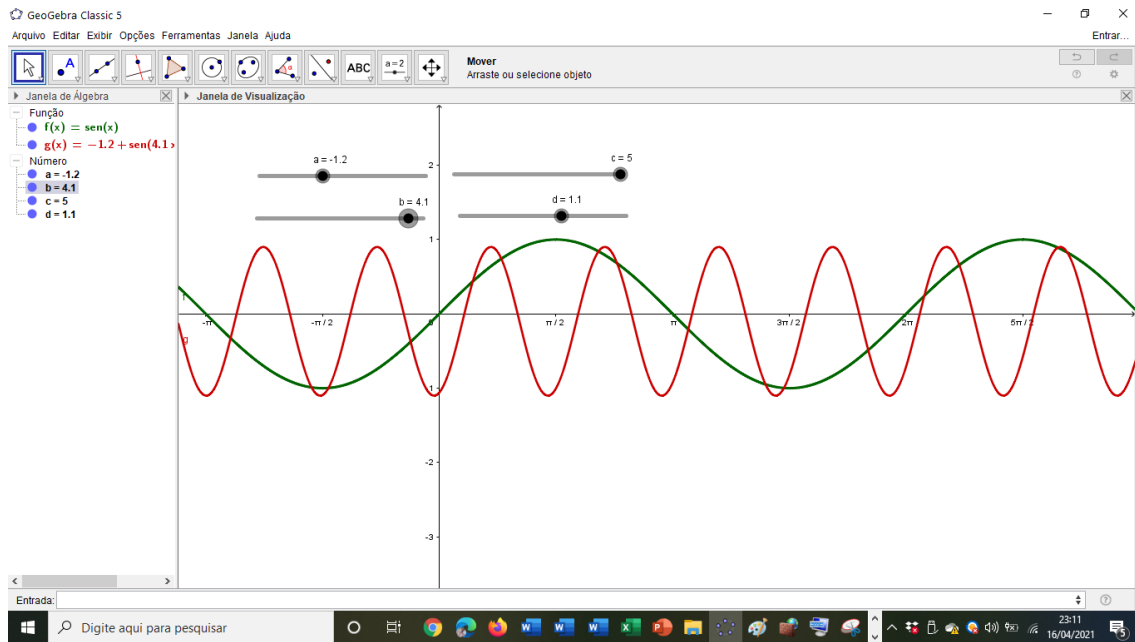 GeoGebra Classic 5
Arquivo Editar Exibir Opções Ferramentas Janela Ajuda
Entrar...
ABC
a=2
Mover
Arraste ou selecione objeto
Janela de Álgebra
Janela de Visualização
Função
f(x) = sen(x)
g(x) = −1.2 + sen(4.1 x
Número
a = -1.2
b = 4.1
c = 5
d = 1.1
a = -1.2
c = 5
b = 4.1
d = 1.1
2
1
-π
-π / 2
0
π / 2
π
3π / 2
2π
5π / 2
f
g
-1
-2
-3
Entrada:
Digite aqui para pesquisar
23:11
16/04/2021
5